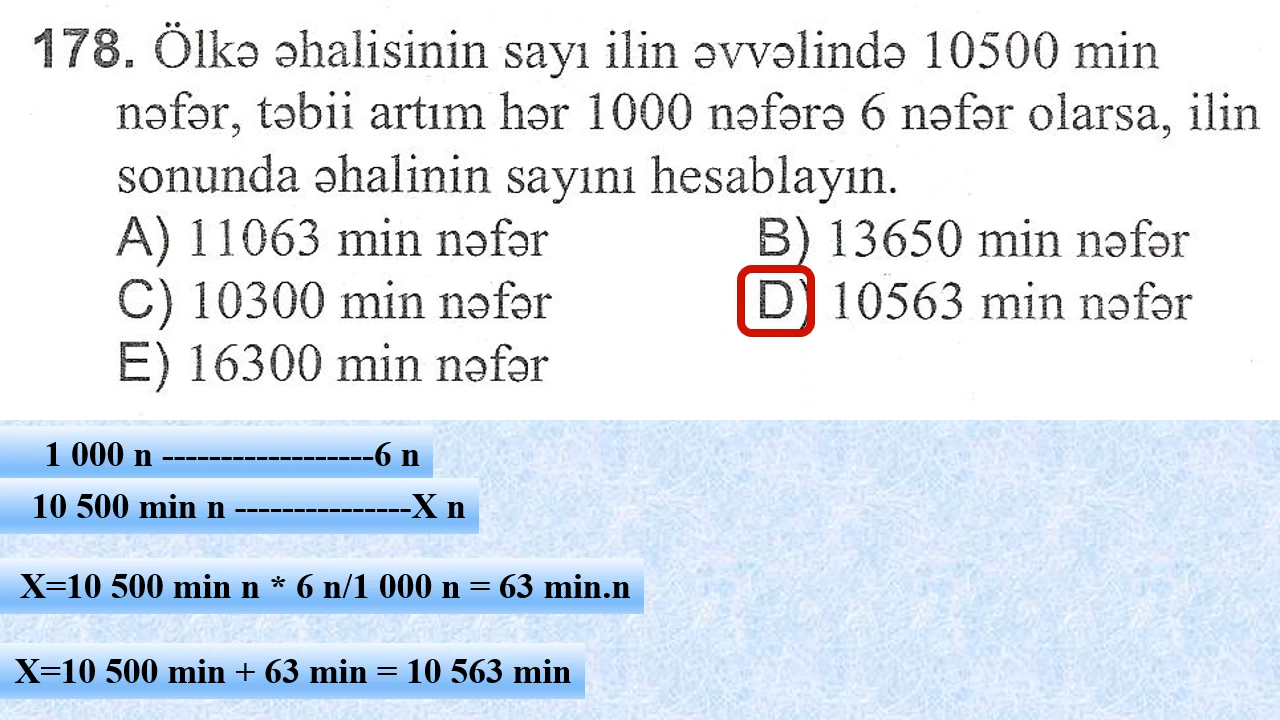 178. Ölkə əhalisinin sayı ilin əvvəlində 10500 min
nəfər, təbii artım hər 1000 nəfərə 6 nəfər olarsa, ilin
sonunda əhalinin sayını hesablayın.
A) 11063 min nəfər B) 13650 min nəfər
C) 10300 min nəfər D) 10563 min nəfər
E) 16300 min nəfər
1 000 n ------------------6 n
10 500 min n ---------------X n
X=10 500 min n * 6 n/1 000 n = 63 min.n
X=10 500 min + 63 min = 10 563 min